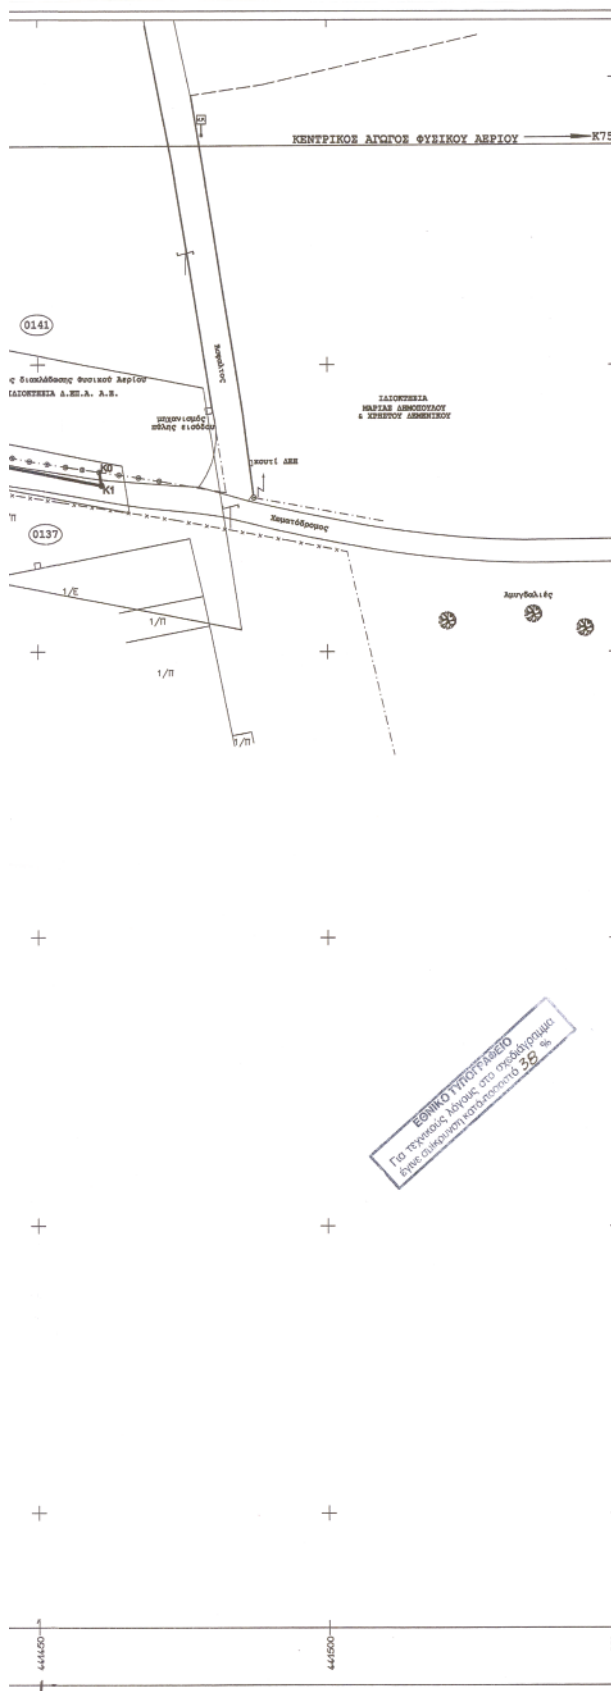 ΚΕΝΤΡΙΚΟΣ ΑΓΩΓΟΣ ΦΥΣΙΚΟΥ ΑΕΡΙΟΥ
K75
0141
ς διακλάδωσης Φυσικού Αερίου
ΙΔΙΟΚΤΗΣΙΑ Δ.ΕΠ.Α. Α.Ε.
ΙΔΙΟΚΤΗΣΙΑ
ΜΑΡΙΑΣ ΔΗΜΟΠΟΥΛΟΥ
& ΧΡΗΣΤΟΥ ΔΕΜΕΝΙΚΟΥ
μηχανισμός
πύλης εισόδου
κουτί ΔΕΗ
K0
K1
Χωματόδρομος
/Π
0137
1/Ε
1/Π
1/Π
1/Π
Αμυγδαλιές
ΕΘΝΙΚΟ ΤΥΠΟΓΡΑΦΕΙΟ
Για τεχνικούς λόγους στο σχεδιάγραμμα
έγινε σμίκρυνση κατά ποσοστό 38 %
441450
441500